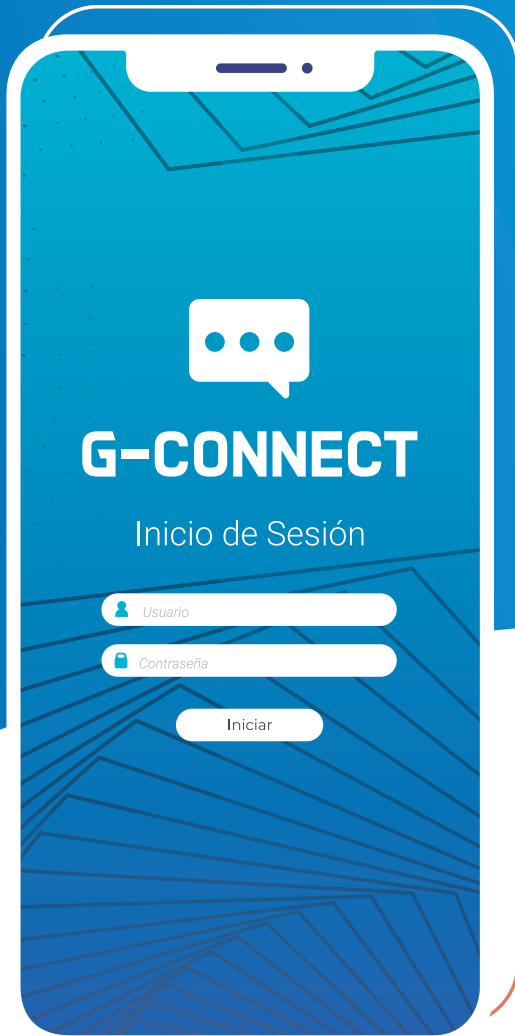 G-CONNECT
Inicio de Sesión
Usuario
Contraseña
Iniciar